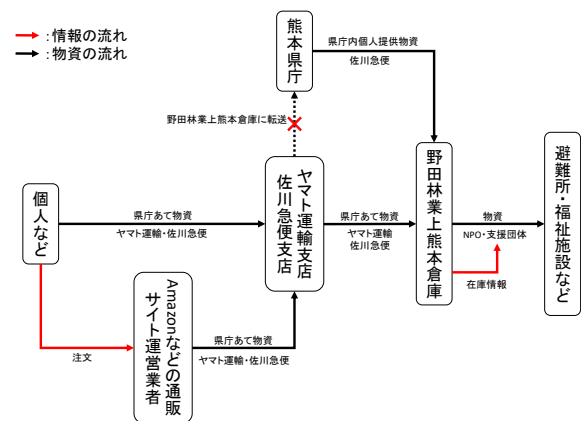 :情報の流れ
:物資の流れ
熊本県庁
県庁内個人提供物資
佐川急便
野田林業上熊本倉庫に転送
個人など
県庁あて物資
ヤマト運輸・佐川急便
ヤマト運輸支店
佐川急便支店
県庁あて物資
ヤマト運輸
佐川急便
野田林業上熊本倉庫
物資
NPO・支援団体
在庫情報
避難所・福祉施設など
注文
Amazonなどの通販
サイト運営業者
県庁あて物資
ヤマト運輸・佐川急便